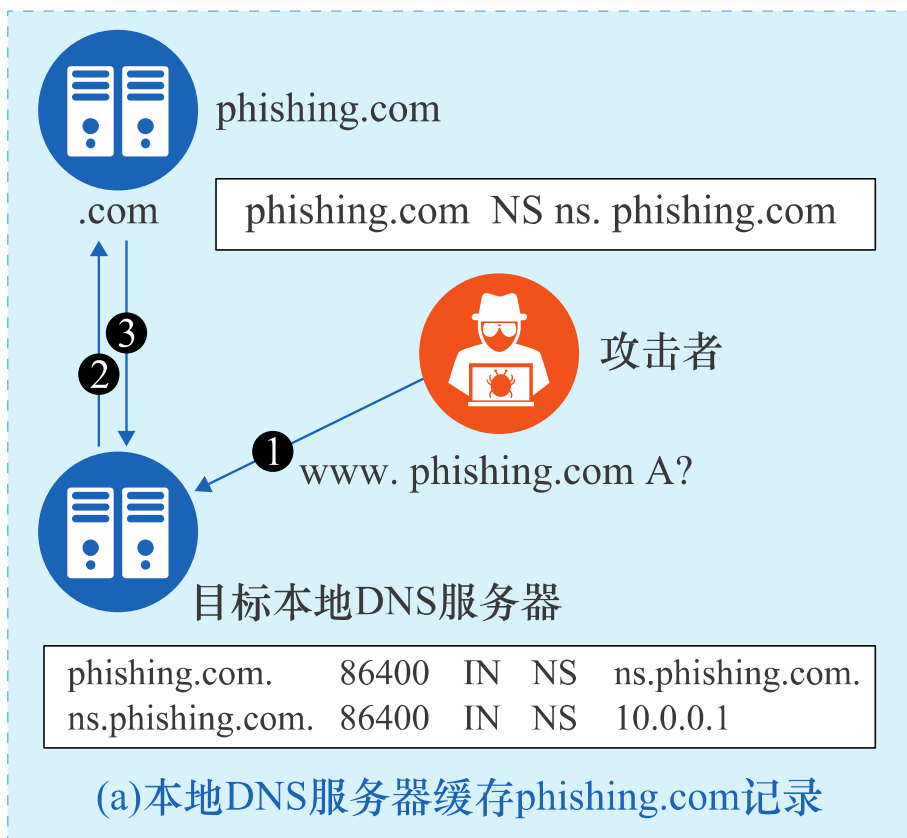 phishing.com
.com
phishing.com NS ns. phishing.com
攻击者
3
2
1
www. phishing.com A?
目标本地DNS服务器
phishing.com. 86400 IN NS ns.phishing.com.
ns.phishing.com. 86400 IN NS 10.0.0.1
(a)本地DNS服务器缓存phishing.com记录